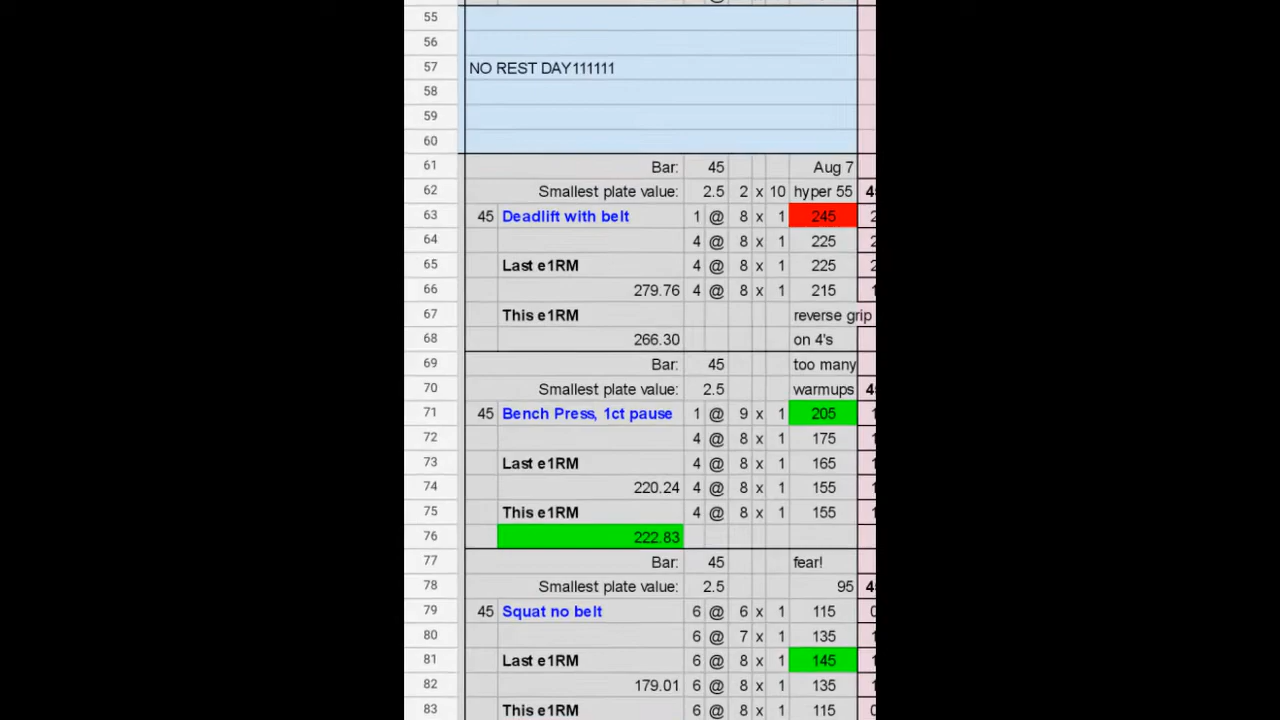 55
56
57 NO REST DAY111111
58
59
60
61 Bar: 45 Aug 7
62 Smallest plate value: 2.5 2 x 10 hyper 55
63 45 Deadlift with belt 1 @ 8 x 1 245
64 4 @ 8 x 1 225
65 Last e1RM 4 @ 8 x 1 225
66 279.76 4 @ 8 x 1 215
67 This e1RM reverse grip
68 266.30 on 4's
69 Bar: 45 too many
70 Smallest plate value: 2.5 warmups
71 45 Bench Press, 1ct pause 1 @ 9 x 1 205
72 4 @ 8 x 1 175
73 Last e1RM 4 @ 8 x 1 165
74 220.24 4 @ 8 x 1 155
75 This e1RM 4 @ 8 x 1 155
76 222.83
77 Bar: 45 fear!
78 Smallest plate value: 2.5 95
79 45 Squat no belt 6 @ 6 x 1 115
80 6 @ 7 x 1 135
81 Last e1RM 6 @ 8 x 1 145
82 179.01 6 @ 8 x 1 135
83 This e1RM 6 @ 8 x 1 115